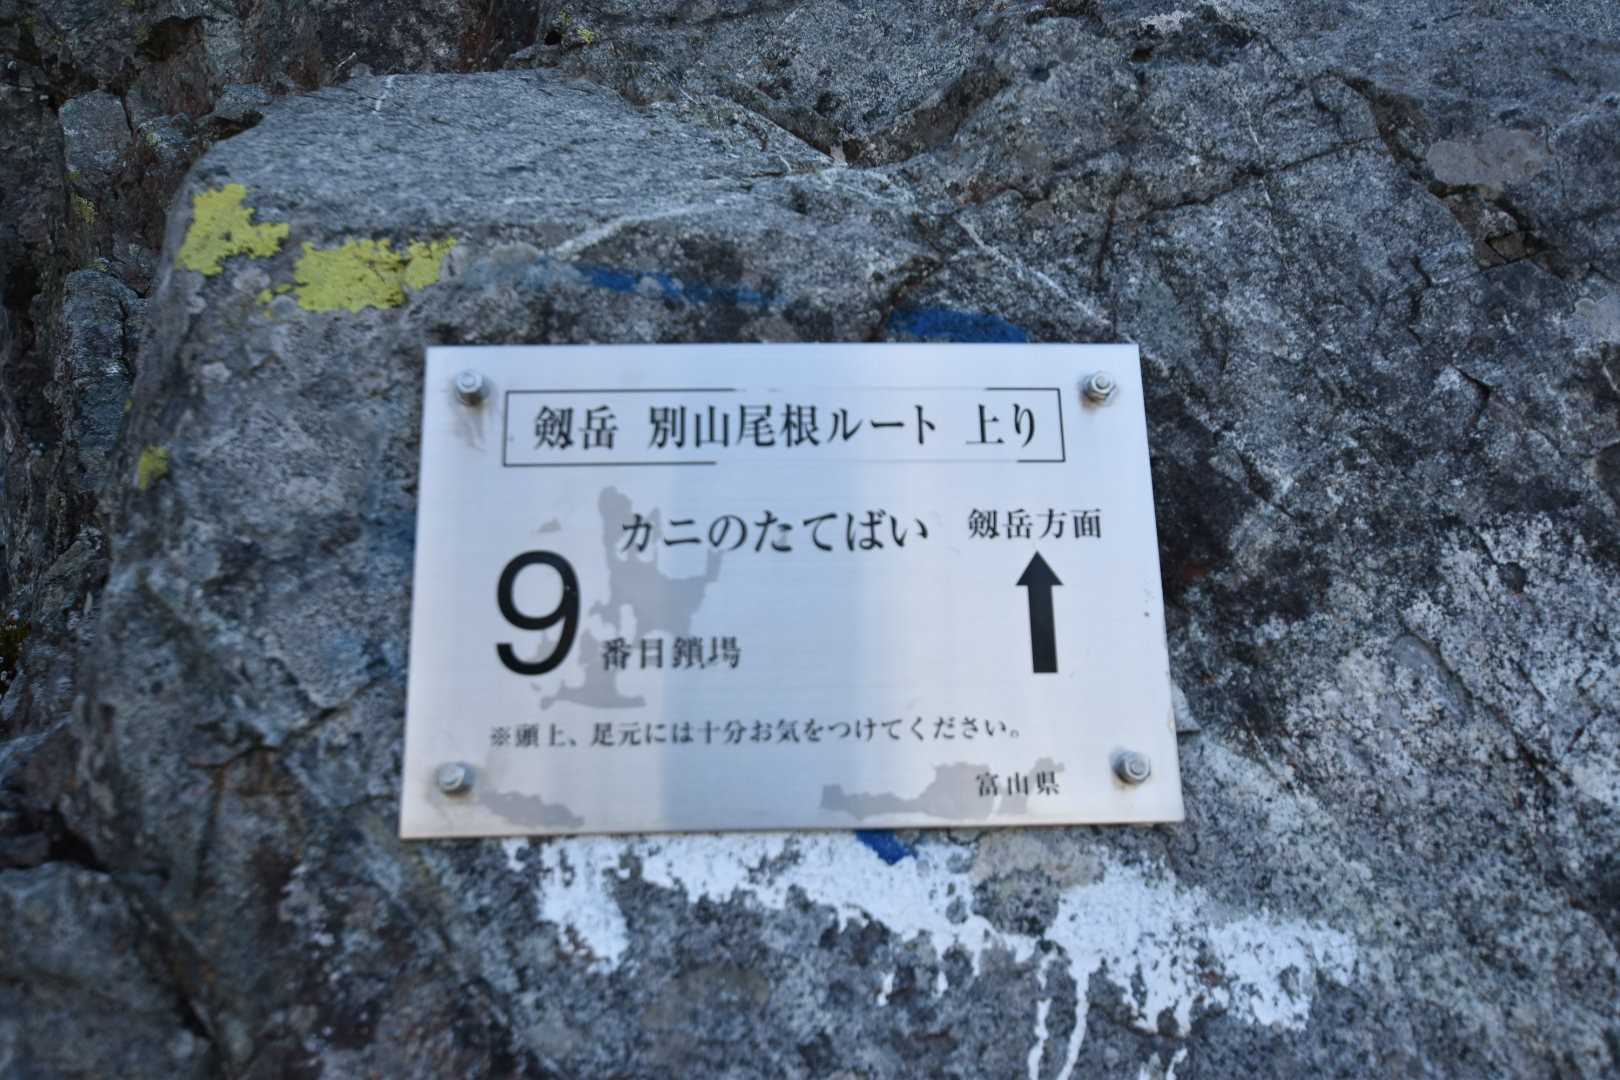 剱岳 別山尾根ルート 上り
カニのたてばい
剱岳方面
9番目鎖場
※頭上、足元には十分お気をつけてください。
富山県